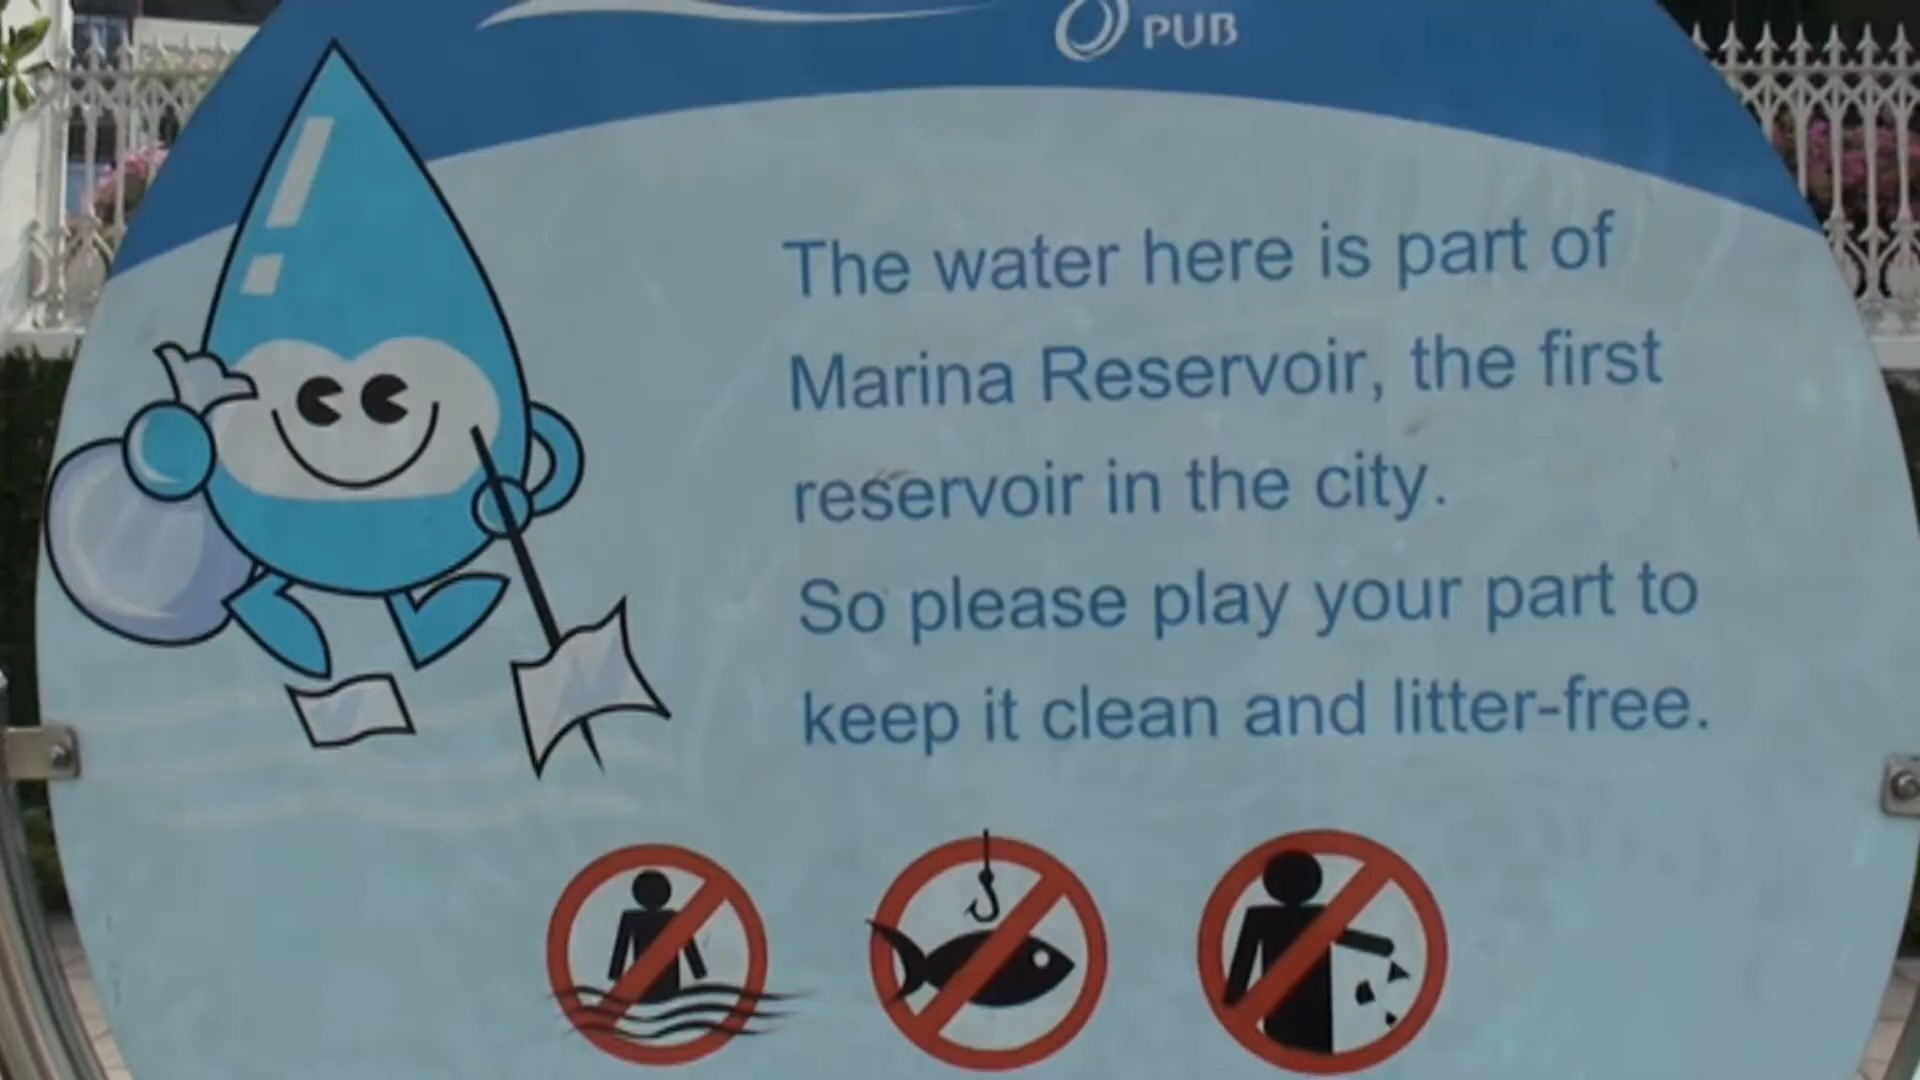 PUB
The water here is part of
Marina Reservoir, the first
reservoir in the city.
So please play your part to
keep it clean and litter-free.